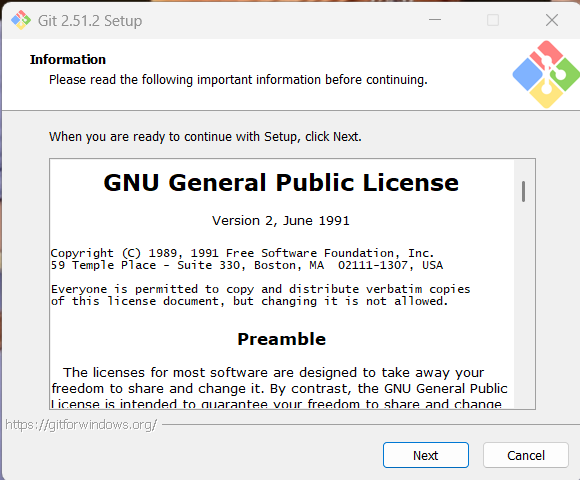 Git 2.51.2 Setup
Information
Please read the following important information before continuing.
When you are ready to continue with Setup, click Next.
GNU General Public License
Version 2, June 1991
Copyright (C) 1989, 1991 Free Software Foundation, Inc.
59 Temple Place - Suite 330, Boston, MA  02111-1307, USA
Everyone is permitted to copy and distribute verbatim copies
of this license document, but changing it is not allowed.
Preamble
The licenses for most software are designed to take away your
freedom to share and change it. By contrast, the GNU General Public
License is intended to guarantee your freedom to share and change
https://gitforwindows.org/
Next
Cancel